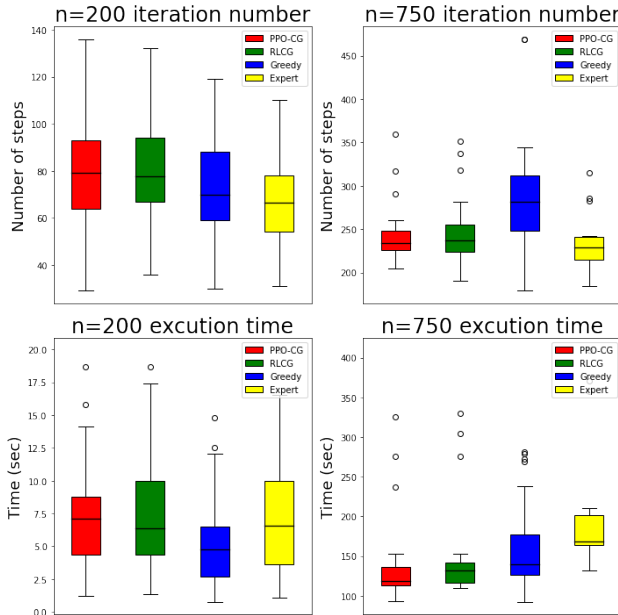 n=200 iteration number
Number of steps
140
120
100
80
60
40
PPO-CG
RLCG
Greedy
Expert
n=750 iteration number
Number of steps
450
400
350
300
250
200
PPO-CG
RLCG
Greedy
Expert
n=200 excution time
Time (sec)
20.0
17.5
15.0
12.5
10.0
7.5
5.0
2.5
0.0
PPO-CG
RLCG
Greedy
Expert
n=750 excution time
Time (sec)
400
350
300
250
200
150
100
PPO-CG
RLCG
Greedy
Expert